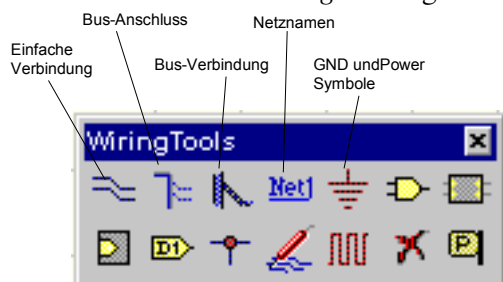 Bus-Anschluss
Netznamen
Einfache
Verbindung
Bus-Verbindung
GND undPower
Symbole
WiringTools
Net1
D1
P